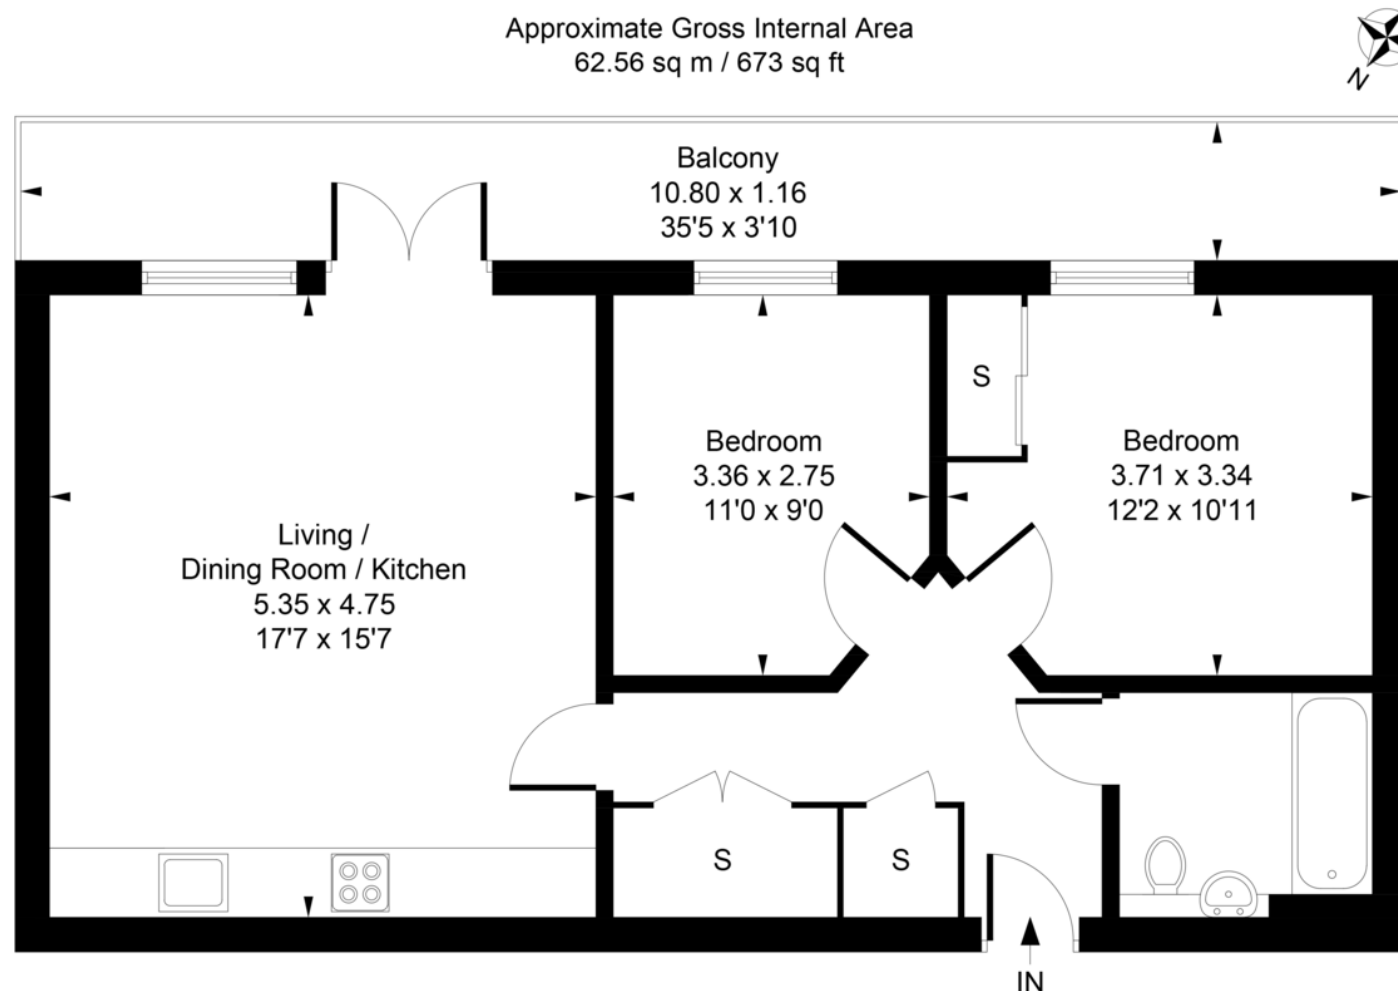 Approximate Gross Internal Area
62.56 sq m / 673 sq ft
N
Balcony
10.80 x 1.16
35'5 x 3'10
S
Bedroom
3.36 x 2.75
11'0 x 9'0
Bedroom
3.71 x 3.34
12'2 x 10'11
Living /
Dining Room / Kitchen
5.35 x 4.75
17'7 x 15'7
S
S
IN